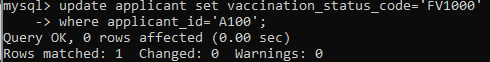 mysql> update applicant set vaccination_status_code='FV1000'
    -> where applicant_id='A100';
Query OK, 0 rows affected (0.00 sec)
Rows matched: 1  Changed: 0  Warnings: 0